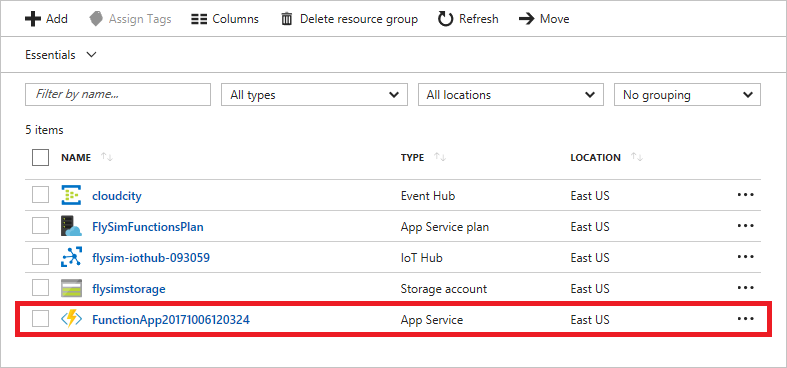 Add Assign Tags Columns Delete resource group Refresh Move
Essentials
Filter by name... All types All locations No grouping
5 items
NAME TYPE LOCATION
cloudcity Event Hub East US
FlySimFunctionsPlan App Service plan East US
flysim-iothub-093059 IoT Hub East US
flysimstorage Storage account East US
FunctionApp20171006120324 App Service East US